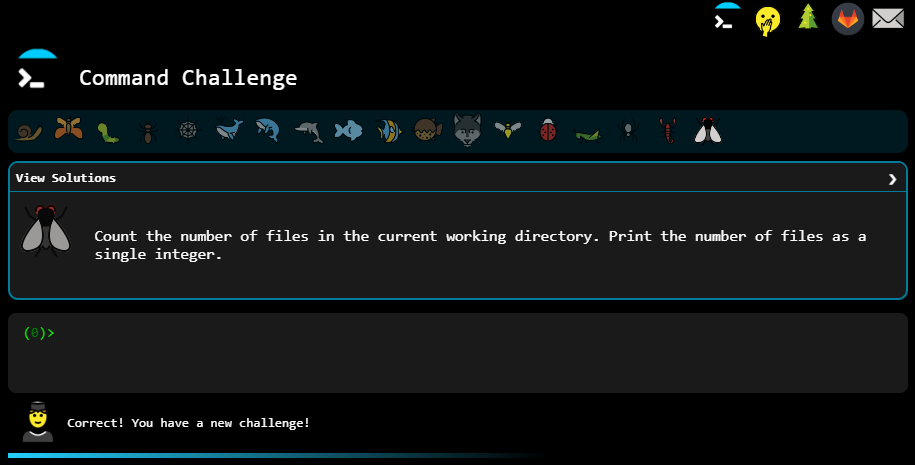 Command Challenge
View Solutions
Count the number of files in the current working directory. Print the number of files as a
single integer.
(0)>
Correct! You have a new challenge!